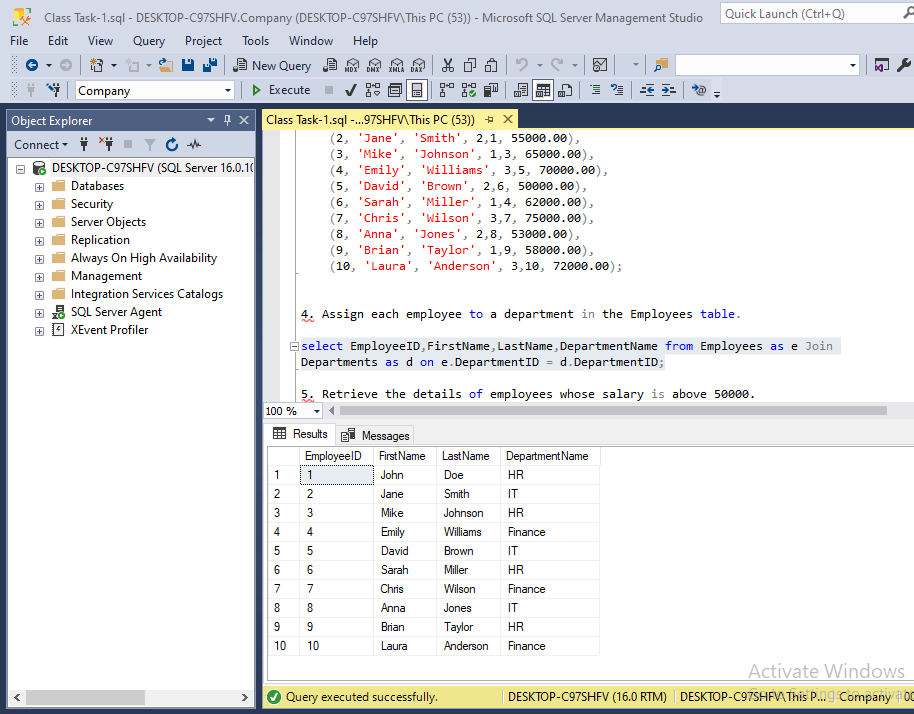 Class Task-1.sql - DESKTOP-C97SHFV.Company (DESKTOP-C97SHFV\This PC (53)) - Microsoft SQL Server Management Studio
Quick Launch (Ctrl+Q)
File Edit View Query Project Tools Window Help
New Query MDX DMX XMLA DAX
Company Execute
Object Explorer
Connect
DESKTOP-C97SHFV (SQL Server 16.0.10
Databases
Security
Server Objects
Replication
Always On High Availability
Management
Integration Services Catalogs
SQL Server Agent
XEvent Profiler
Class Task-1.sql -...97SHFV\This PC (53))
(2, 'Jane', 'Smith', 2,1, 55000.00),
(3, 'Mike', 'Johnson', 1,3, 65000.00),
(4, 'Emily', 'Williams', 3,5, 70000.00),
(5, 'David', 'Brown', 2,6, 50000.00),
(6, 'Sarah', 'Miller', 1,4, 62000.00),
(7, 'Chris', 'Wilson', 3,7, 75000.00),
(8, 'Anna', 'Jones', 2,8, 53000.00),
(9, 'Brian', 'Taylor', 1,9, 58000.00),
(10, 'Laura', 'Anderson', 3,10, 72000.00);
4. Assign each employee to a department in the Employees table.
select EmployeeID,FirstName,LastName,DepartmentName from Employees as e Join
Departments as d on e.DepartmentID = d.DepartmentID;
5. Retrieve the details of employees whose salary is above 50000.
100 %
Results Messages
EmployeeID FirstName LastName DepartmentName
1 1 John Doe HR
2 2 Jane Smith IT
3 3 Mike Johnson HR
4 4 Emily Williams Finance
5 5 David Brown IT
6 6 Sarah Miller HR
7 7 Chris Wilson Finance
8 8 Anna Jones IT
9 9 Brian Taylor HR
10 10 Laura Anderson Finance
Activate Windows
Go to Settings to activat
Query executed successfully. DESKTOP-C97SHFV (16.0 RTM) DESKTOP-C97SHFV\This P... Company 00